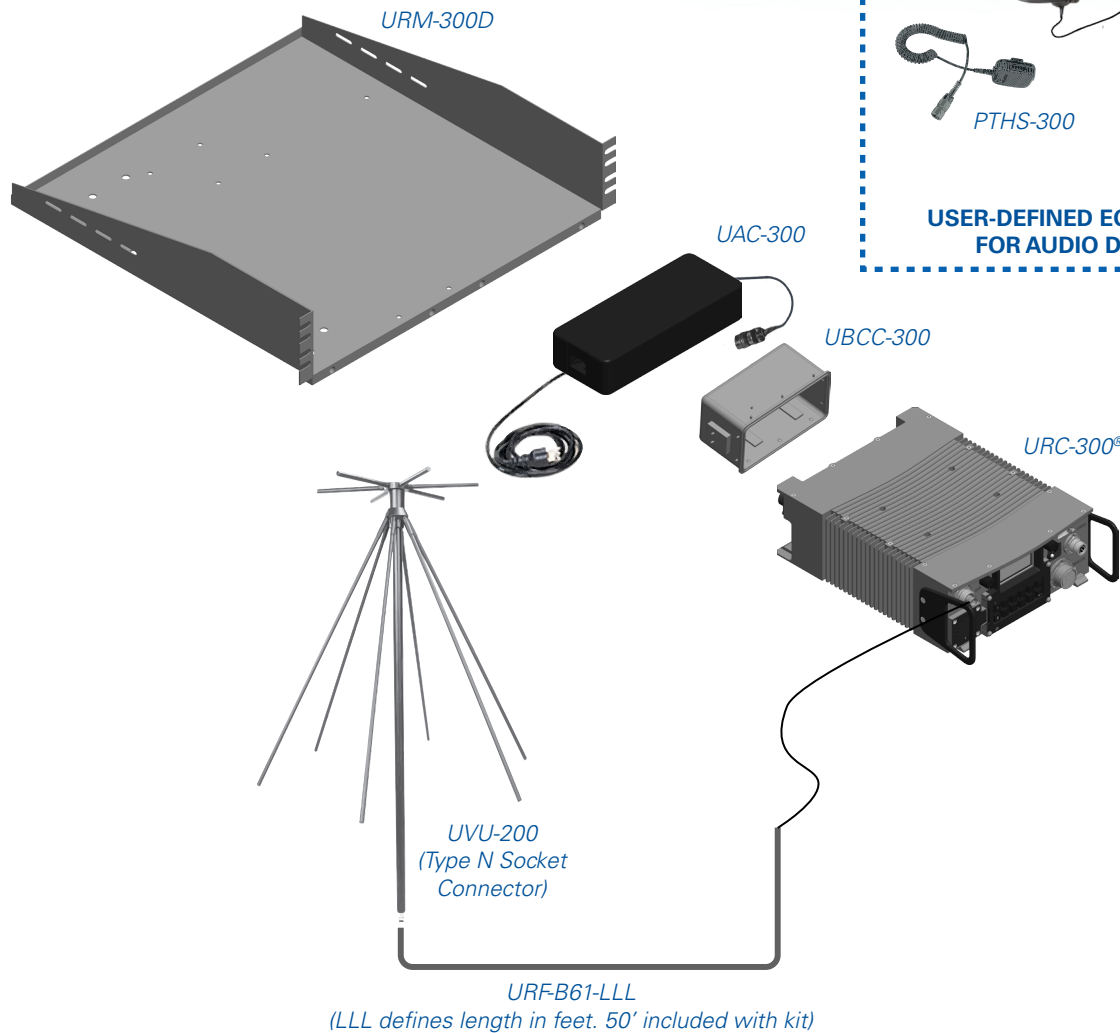 URM-300D
PTHS-300
USER-DEFINED
FOR AUDIO
UAC-300
UBCC-300
URC-300®
UVU-200
(Type N Socket
Connector)
URF-B61-LLL
(LLL defines length in feet. 50’ included with kit)